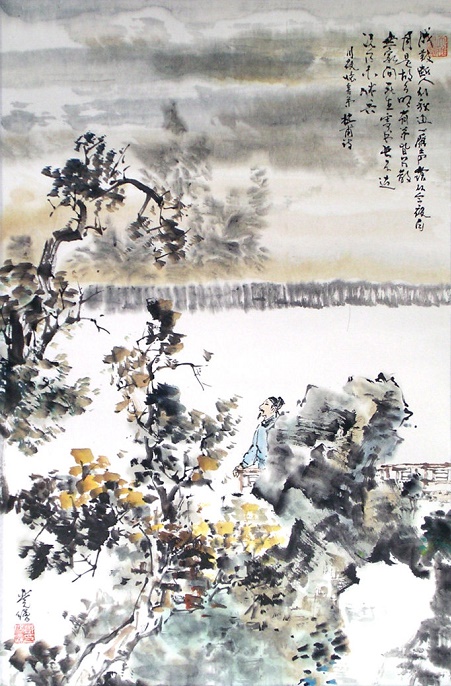 戍鼓断人行秋边一雁声露从今夜白
月是故乡明有弟皆分散
无家问死生寄书长不达
况乃未休兵
月夜忆舍弟 杜甫诗